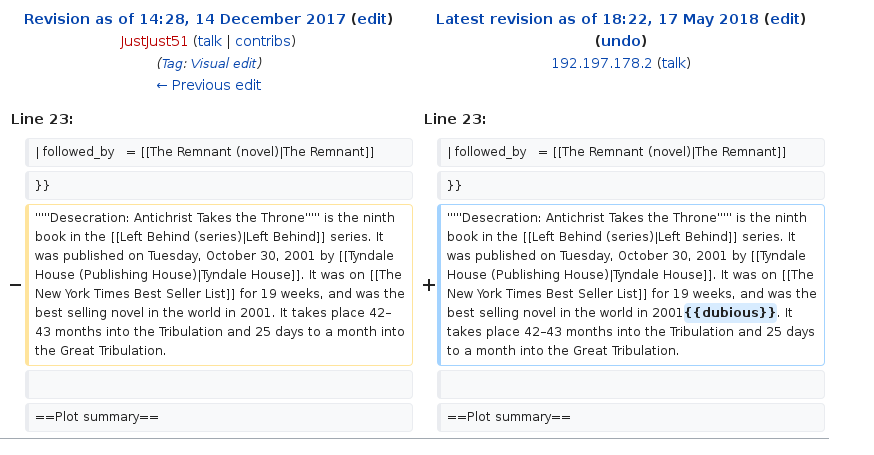 Revision as of 14:28, 14 December 2017 (edit)
JustJust51 (talk | contribs)
(Tag: Visual edit)
← Previous edit
Latest revision as of 18:22, 17 May 2018 (edit)
(undo)
192.197.178.2 (talk)
Line 23:
Line 23:
| followed_by   = [[The Remnant (novel)|The Remnant]]
| followed_by   = [[The Remnant (novel)|The Remnant]]
}}
}}
−
'''''Desecration: Antichrist Takes the Throne''''' is the ninth
book in the [[Left Behind (series)|Left Behind]] series. It
was published on Tuesday, October 30, 2001 by [[Tyndale
House (Publishing House)|Tyndale House]]. It was on [[The
New York Times Best Seller List]] for 19 weeks, and was the
best selling novel in the world in 2001. It takes place 42–
43 months into the Tribulation and 25 days to a month into
the Great Tribulation.
+
'''''Desecration: Antichrist Takes the Throne''''' is the ninth
book in the [[Left Behind (series)|Left Behind]] series. It
was published on Tuesday, October 30, 2001 by [[Tyndale
House (Publishing House)|Tyndale House]]. It was on [[The
New York Times Best Seller List]] for 19 weeks, and was the
best selling novel in the world in 2001{{dubious}}. It
takes place 42–43 months into the Tribulation and 25 days
to a month into the Great Tribulation.
==Plot summary==
==Plot summary==